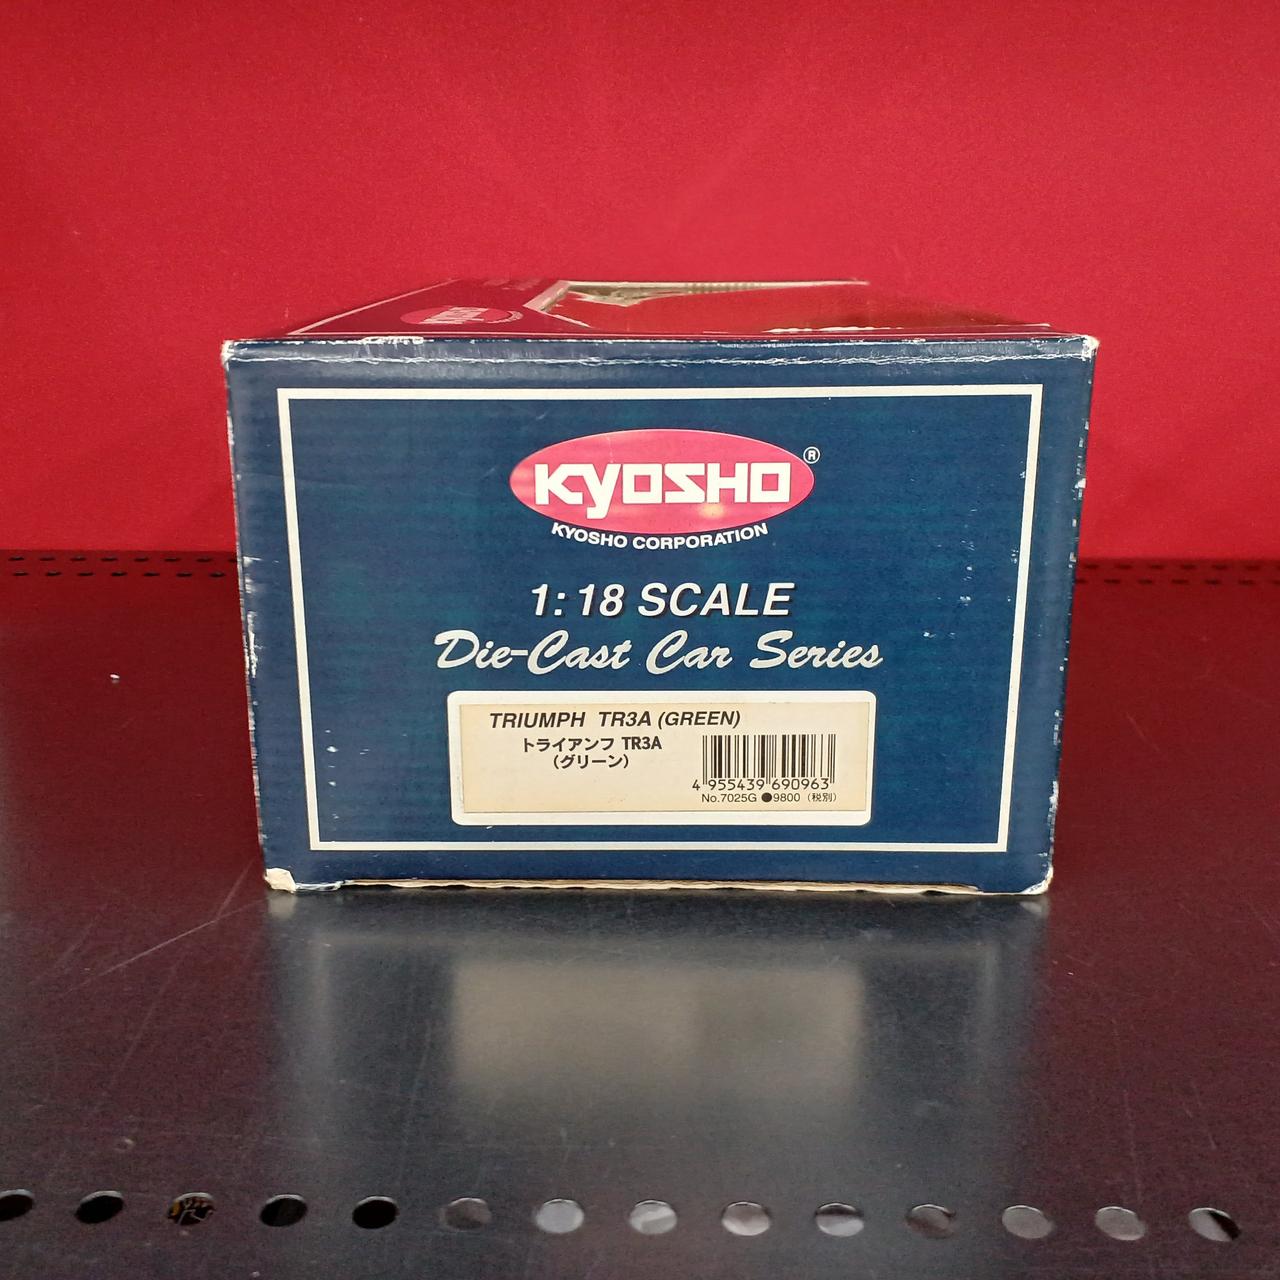 KYOSHO
KYOSHO ®
KYOSHO CORPORATION
1:18 SCALE
Die-Cast Car Series
TRIUMPH TR3A (GREEN)
トライアンフ TR3A
（グリーン）
4 955439 690963
No.7025G ●9800（税別）